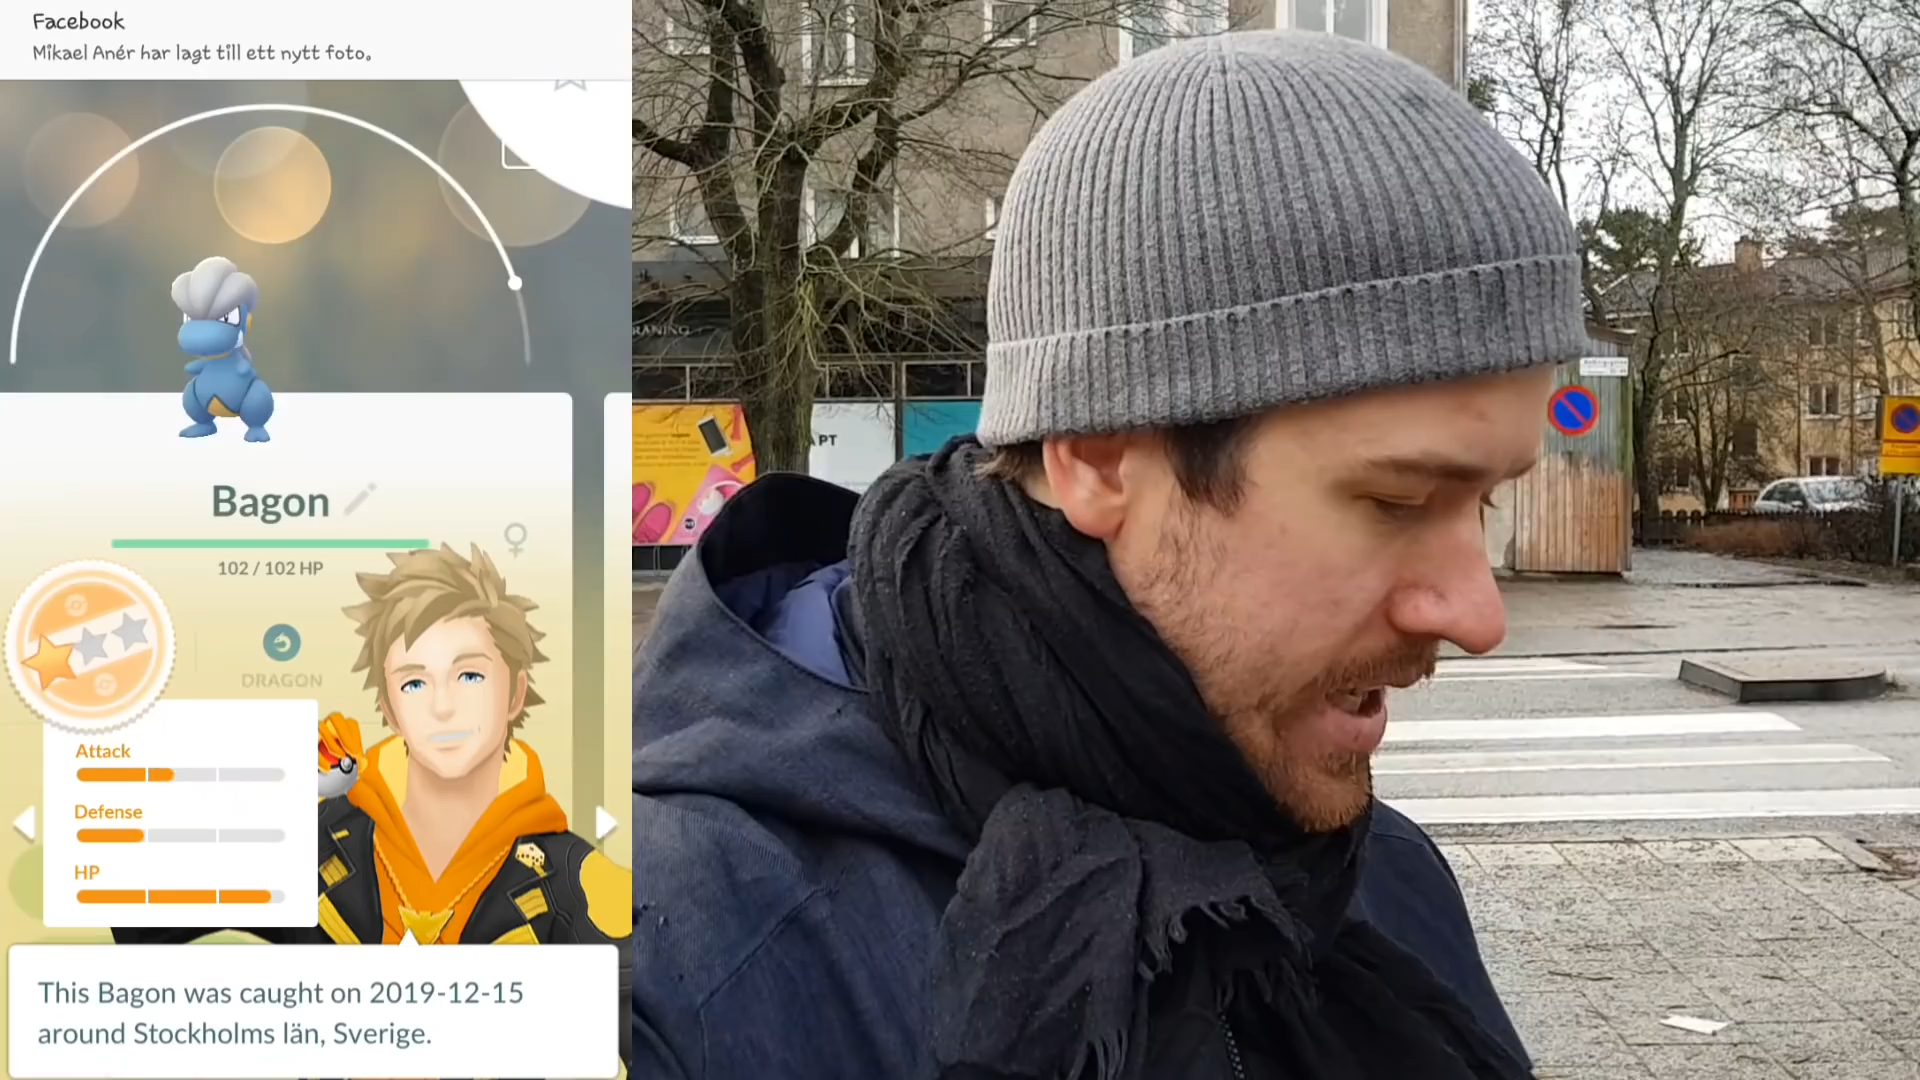 Facebook
Mikael Anér har lagt till ett nytt foto.
Bagon
102 / 102 HP
DRAGON
Attack
Defense
HP
This Bagon was caught on 2019-12-15
around Stockholms län, Sverige.
RÄNING
PT